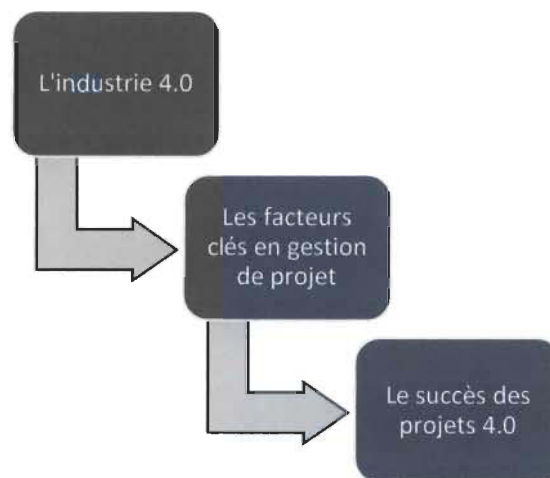 L'industrie 4.0
Les facteurs
clés en gestion
de projet
Le succès des
projets 4.0